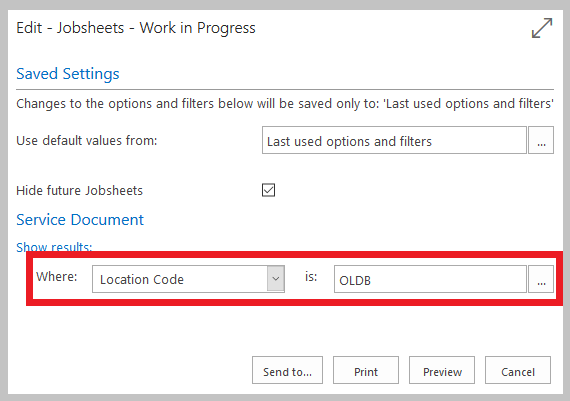 Edit - Jobsheets - Work in Progress
Saved Settings
Changes to the options and filters below will be saved only to: 'Last used options and filters'
Use default values from: Last used options and filters ...
Hide future Jobsheets
Service Document
Show results:
Where: Location Code is: OLDB ...
Send to... Print Preview Cancel